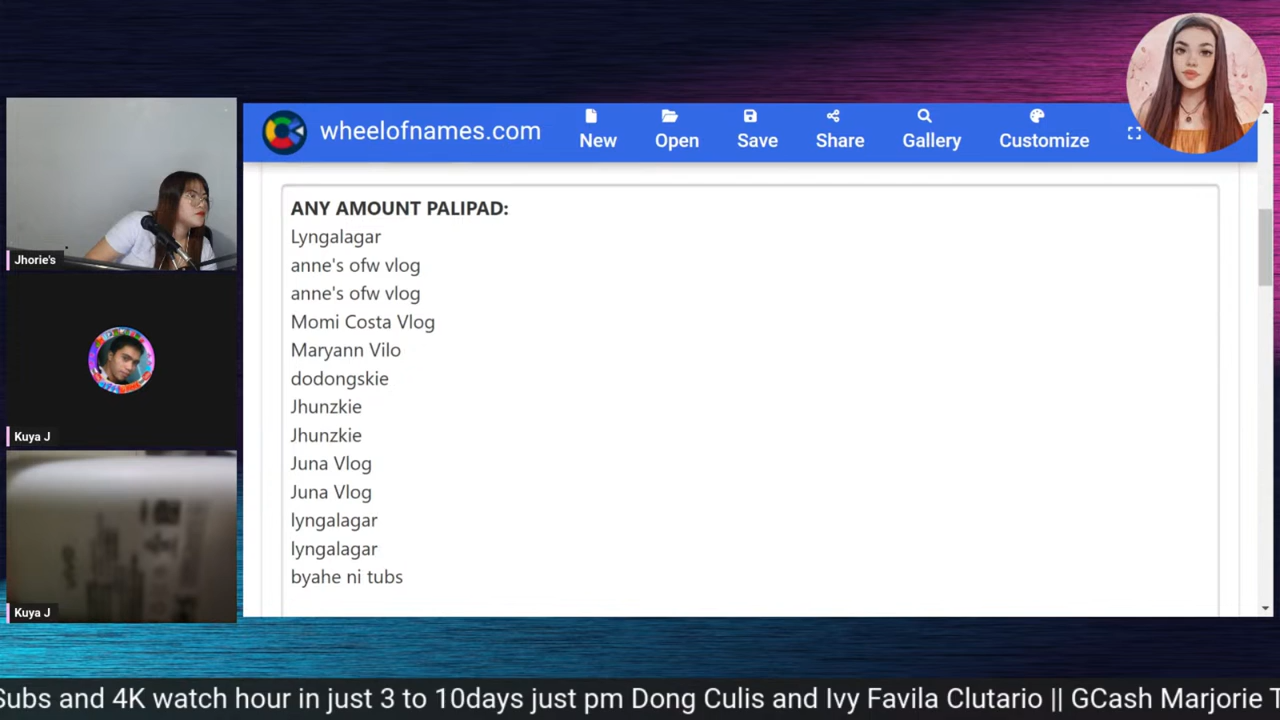 wheelofnames.com
New
Open
Save
Share
Gallery
Customize
ANY AMOUNT PALIPAD:
Lyngalagar
anne's ofw vlog
anne's ofw vlog
Momi Costa Vlog
Maryann Vilo
dodongskie
Jhunzkie
Jhunzkie
Juna Vlog
Juna Vlog
lyngalagar
lyngalagar
byahe ni tubs
Jhorie's
Kuya J
Kuya J
Subs and 4K watch hour in just 3 to 10days just pm Dong Culis and Ivy Favila Clutario || GCash Marjorie T